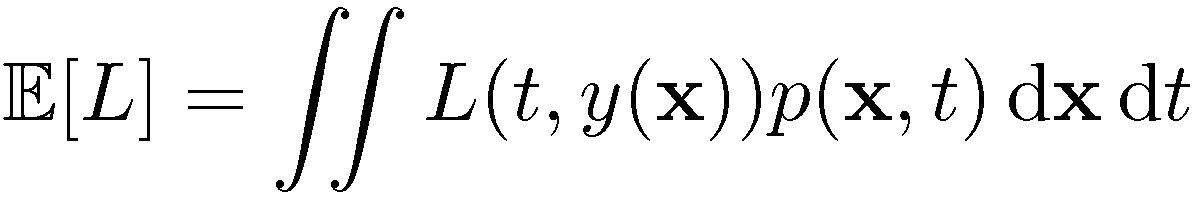 𝔼[L] = ∬ L(t, y(𝐱))p(𝐱, t) d𝐱 dt